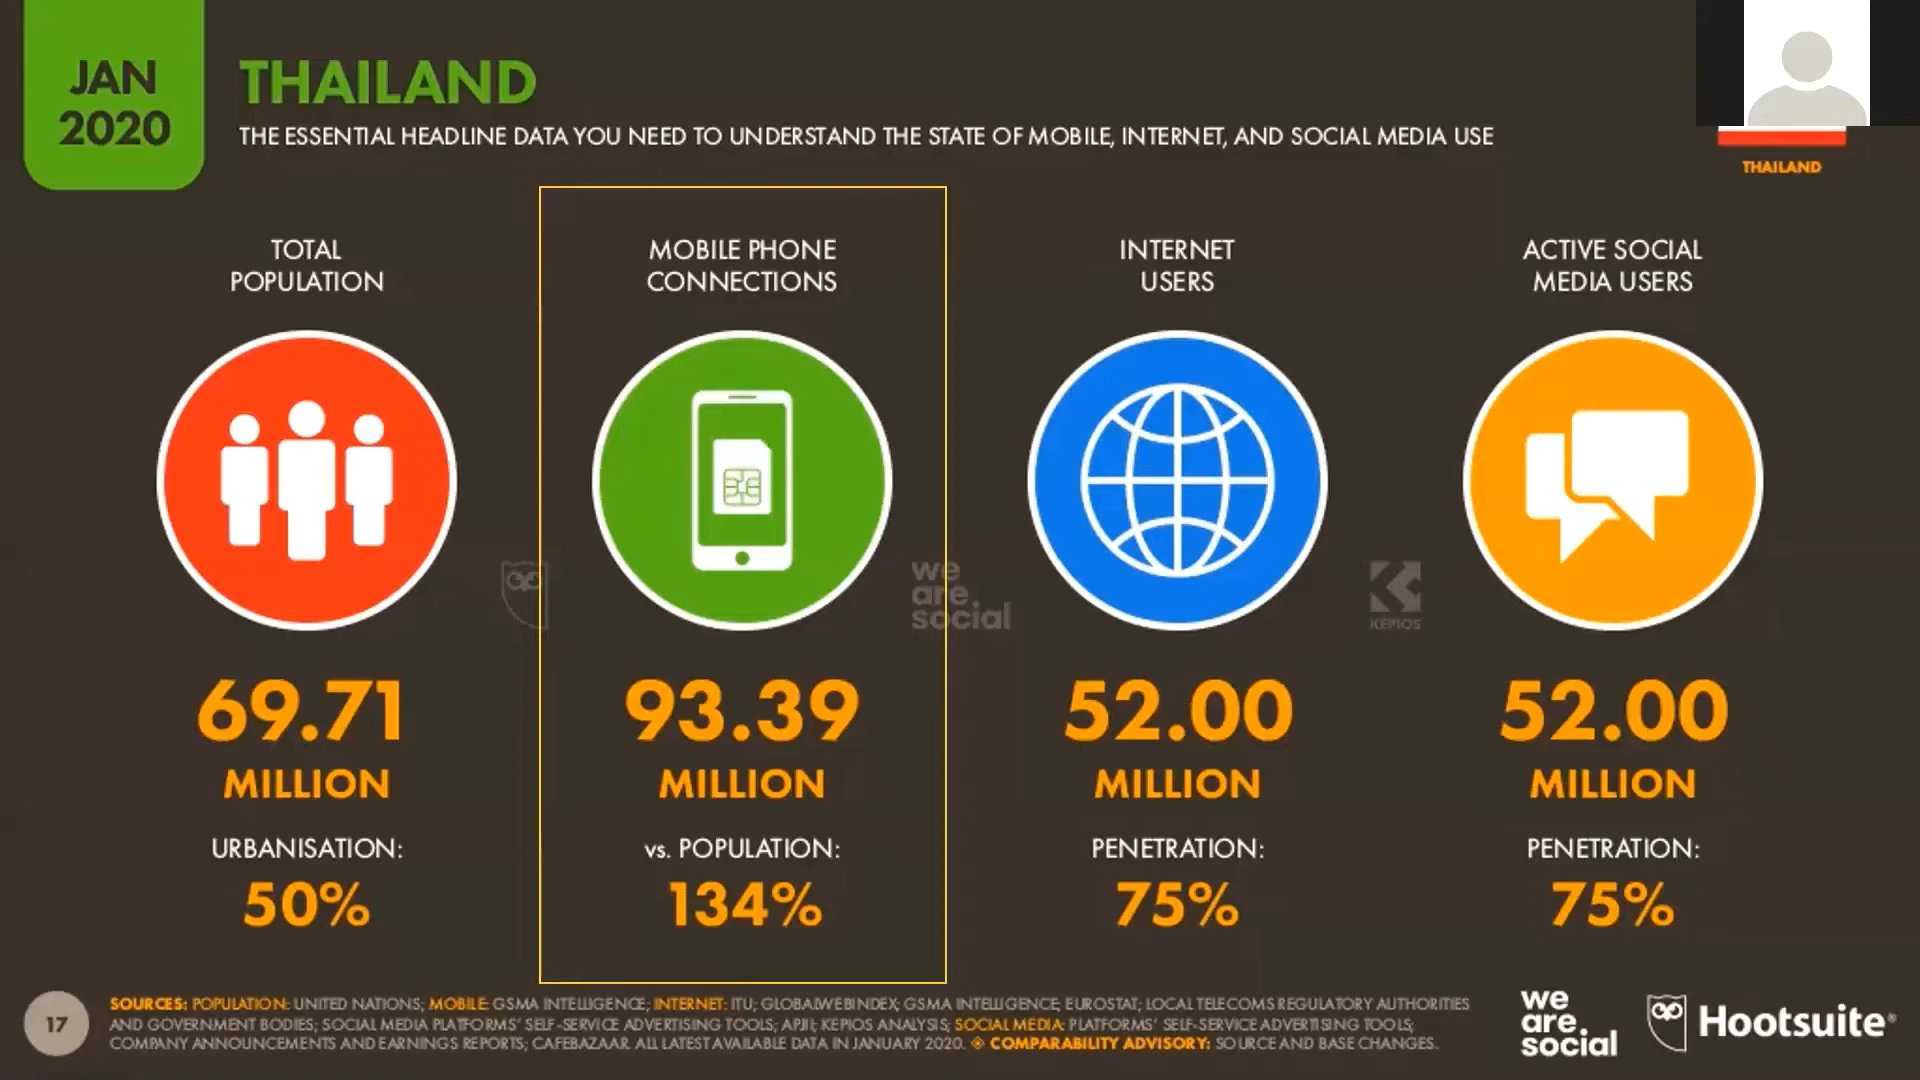 JAN
2020
THAILAND
THE ESSENTIAL HEADLINE DATA YOU NEED TO UNDERSTAND THE STATE OF MOBILE, INTERNET, AND SOCIAL MEDIA USE
THAILAND
TOTAL
POPULATION
69.71
MILLION
URBANISATION:
50%
MOBILE PHONE
CONNECTIONS
93.39
MILLION
vs. POPULATION:
134%
INTERNET
USERS
52.00
MILLION
PENETRATION:
75%
ACTIVE SOCIAL
MEDIA USERS
52.00
MILLION
PENETRATION:
75%
we
are
social
KEPIOS
17
SOURCES: POPULATION: UNITED NATIONS; MOBILE: GSMA INTELLIGENCE; INTERNET: ITU; GLOBALWEBINDEX; GSMA INTELLIGENCE; EUROSTAT; LOCAL TELECOMS REGULATORY AUTHORITIES
AND GOVERNMENT BODIES; SOCIAL MEDIA PLATFORMS' SELF-SERVICE ADVERTISING TOOLS; APJII; KEPIOS ANALYSIS; SOCIAL MEDIA: PLATFORMS' SELF-SERVICE ADVERTISING TOOLS;
COMPANY ANNOUNCEMENTS AND EARNINGS REPORTS; CAFEBAZAAR. ALL LATEST AVAILABLE DATA IN JANUARY 2020. ◈ COMPARABILITY ADVISORY: SOURCE AND BASE CHANGES.
we
are
social
Hootsuite®